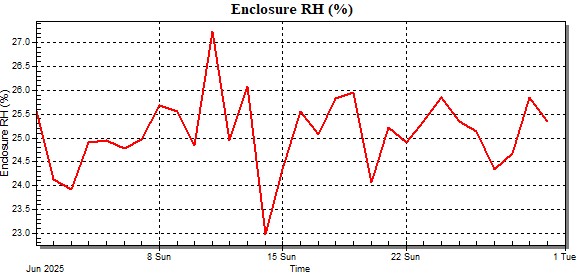 Enclosure RH (%)
27.0
26.5
26.0
25.5
25.0
24.5
24.0
23.5
23.0
Enclosure RH (%)
8 Sun
15 Sun
22 Sun
1 Tue
Jun 2025
Time